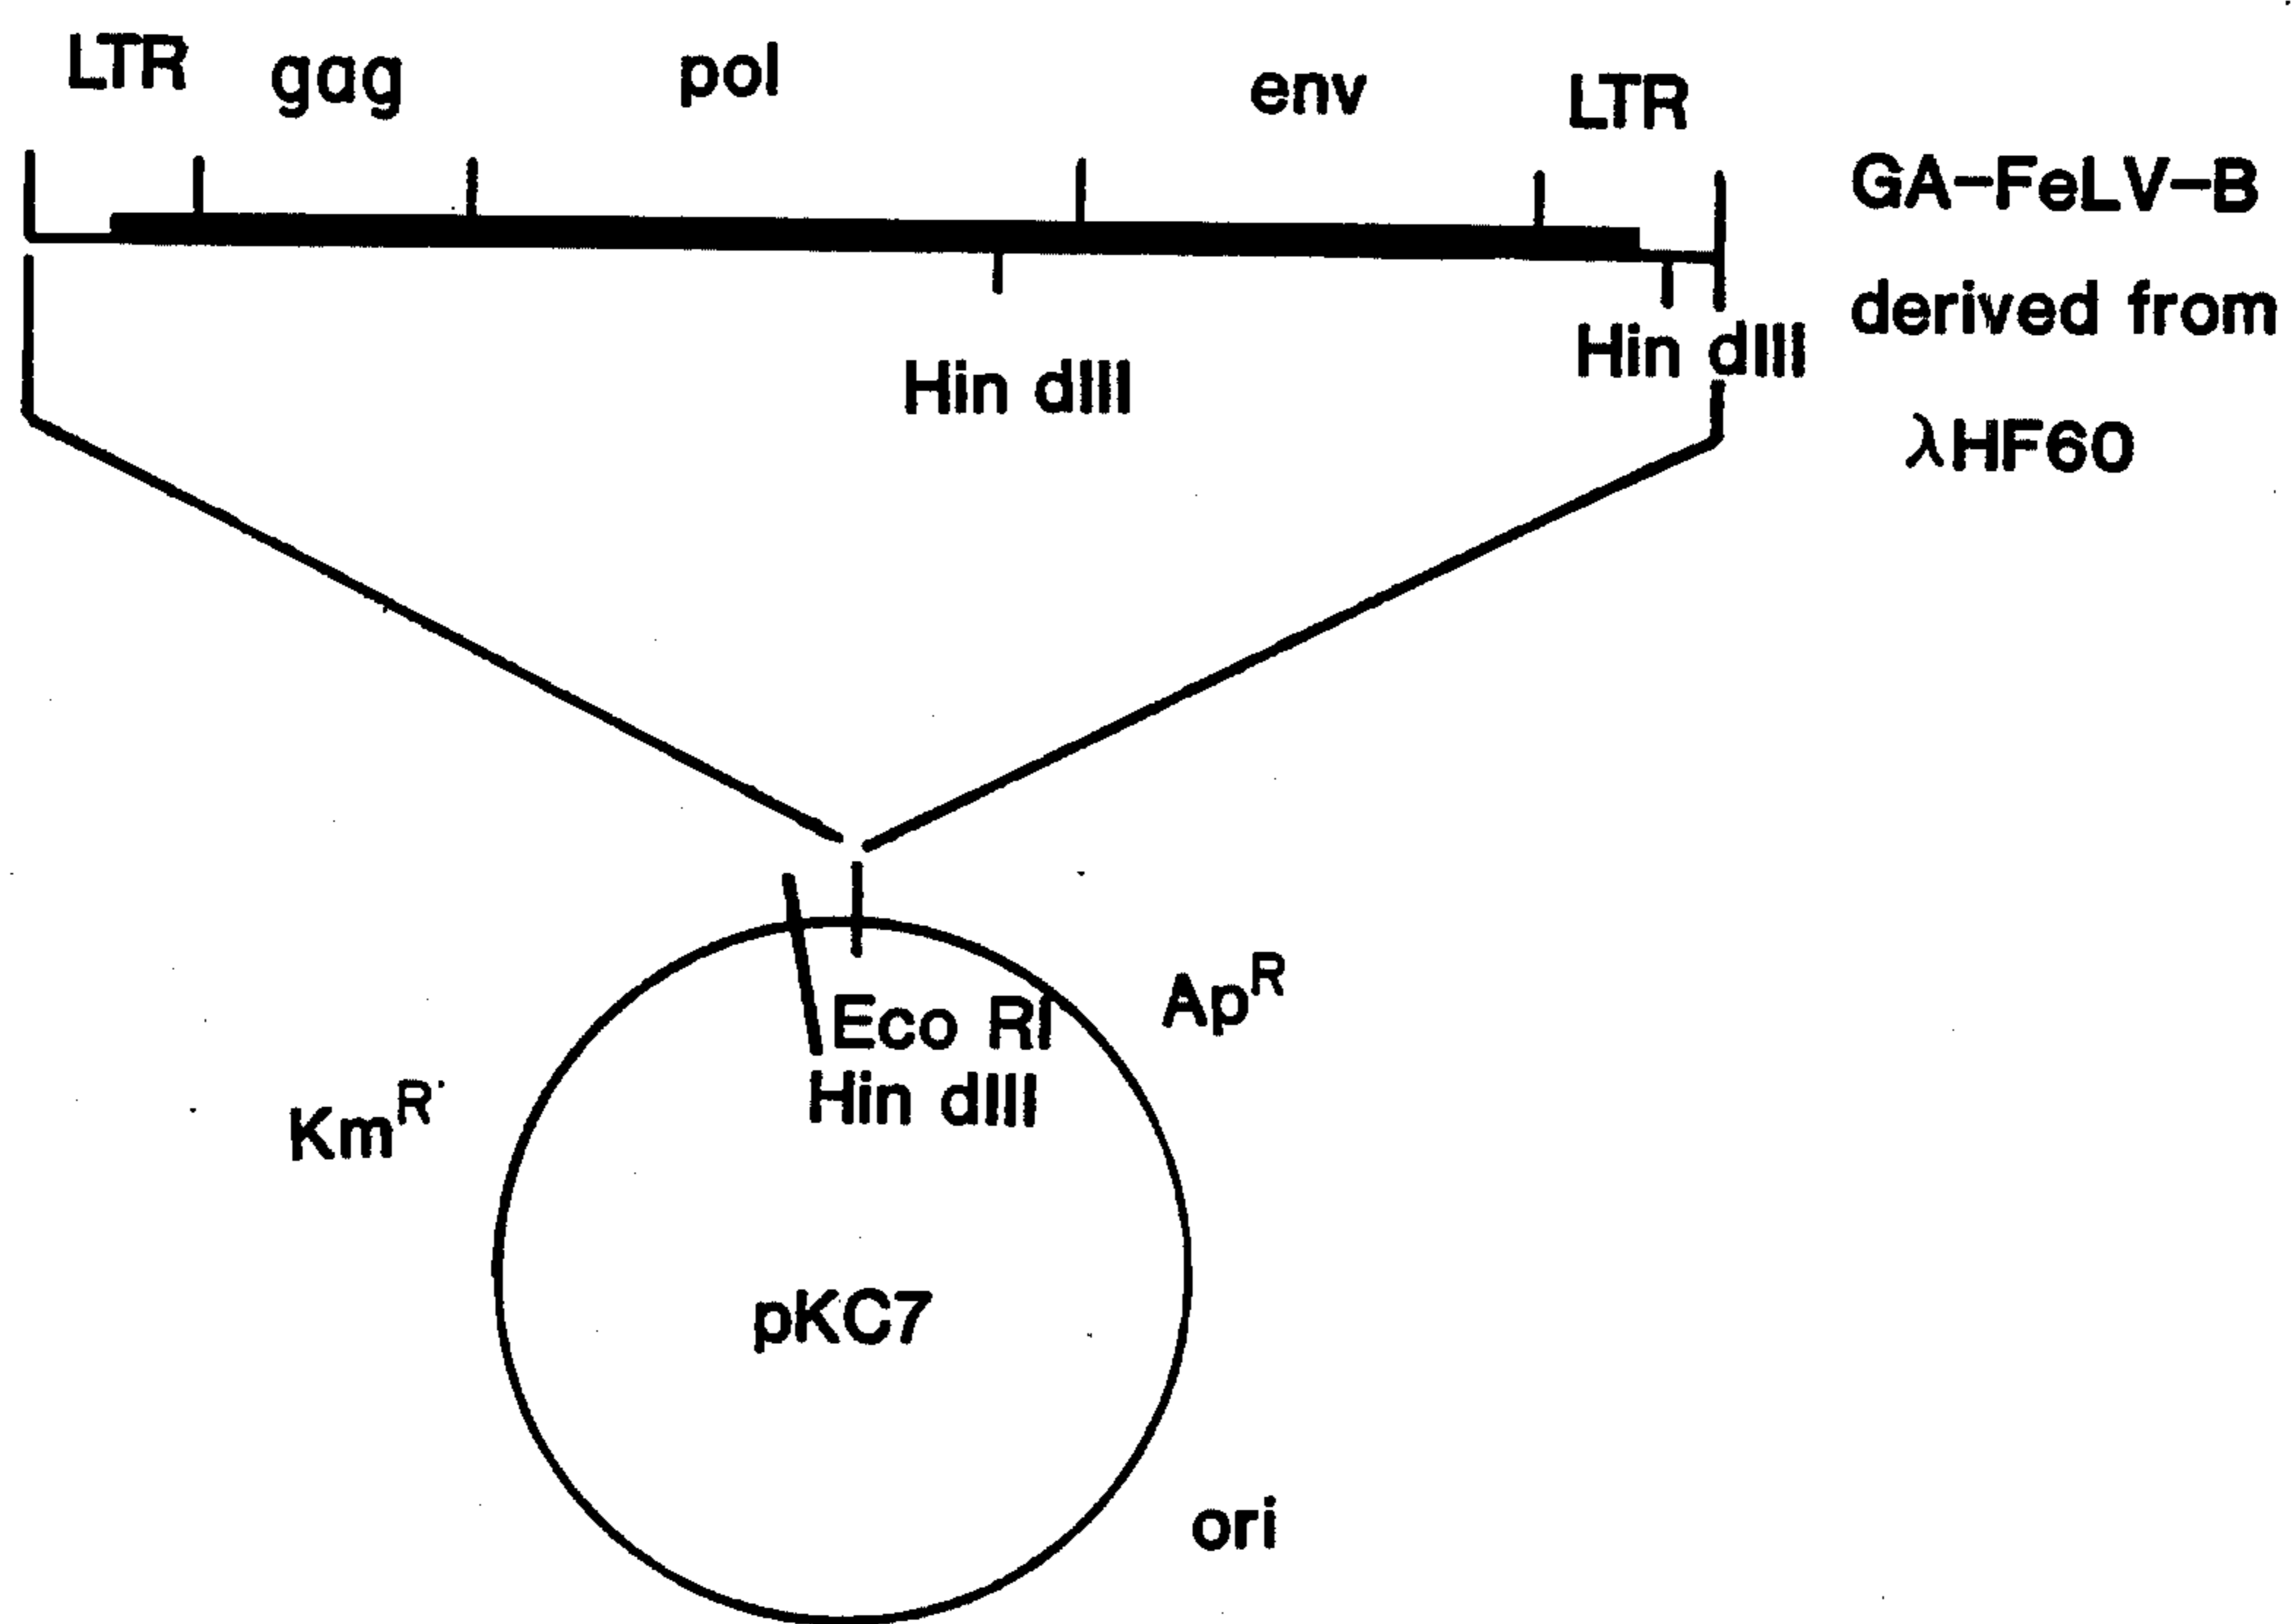 LTR gag pol env LTR
GA-FeLV-B
derived from
λHF60
Hin dIII
Hin dIII
Eco RI
Hin dIII
Ap^R
Km^R
pKC7
ori